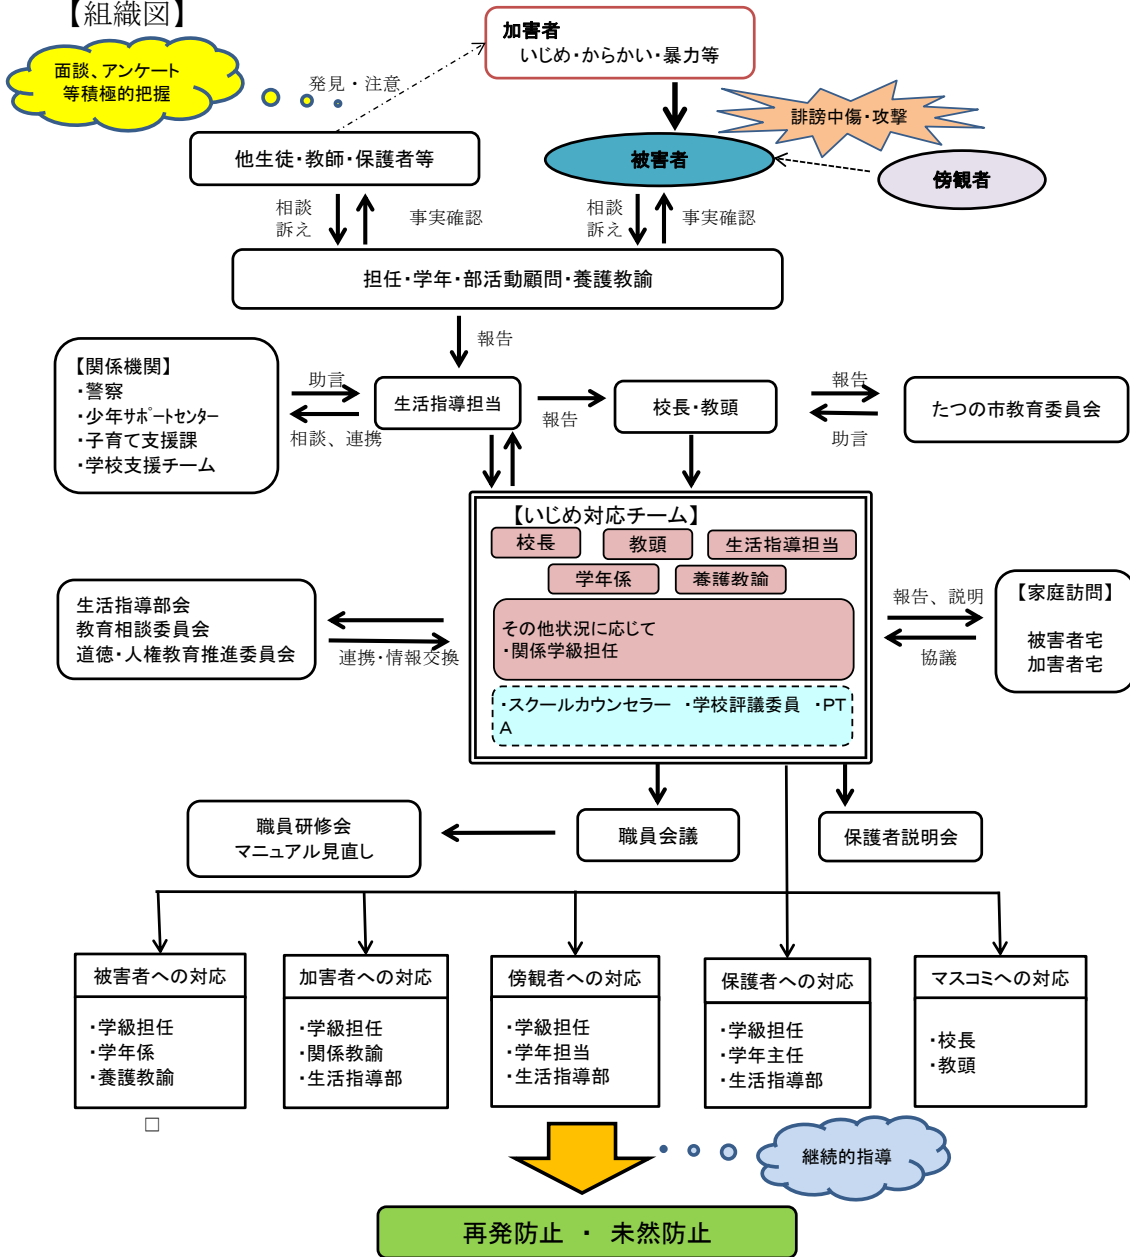 【組織図】
面談、アンケート
等積極的把握
発見・注意
加害者
いじめ・からかい・暴力等
誹謗中傷・攻撃
他生徒・教師・保護者等
被害者
傍観者
相談
訴え
事実確認
相談
訴え
事実確認
担任・学年・部活動顧問・養護教諭
報告
【関係機関】
・警察
・少年サポートセンター
・子育て支援課
・学校支援チーム
助言
相談、連携
生活指導担当
報告
校長・教頭
報告
助言
たつの市教育委員会
【いじめ対応チーム】
校長
教頭
生活指導担当
学年係
養護教諭
その他状況に応じて
・関係学級担任
・スクールカウンセラー ・学校評議委員 ・PT
A
生活指導部会
教育相談委員会
道徳・人権教育推進委員会
連携・情報交換
報告、説明
協議
【家庭訪問】
被害者宅
加害者宅
職員研修会
マニュアル見直し
職員会議
保護者説明会
被害者への対応
・学級担任
・学年係
・養護教諭
加害者への対応
・学級担任
・関係教諭
・生活指導部
傍観者への対応
・学級担任
・学年担当
・生活指導部
保護者への対応
・学級担任
・学年主任
・生活指導部
マスコミへの対応
・校長
・教頭
□
継続的指導
再発防止 ・ 未然防止